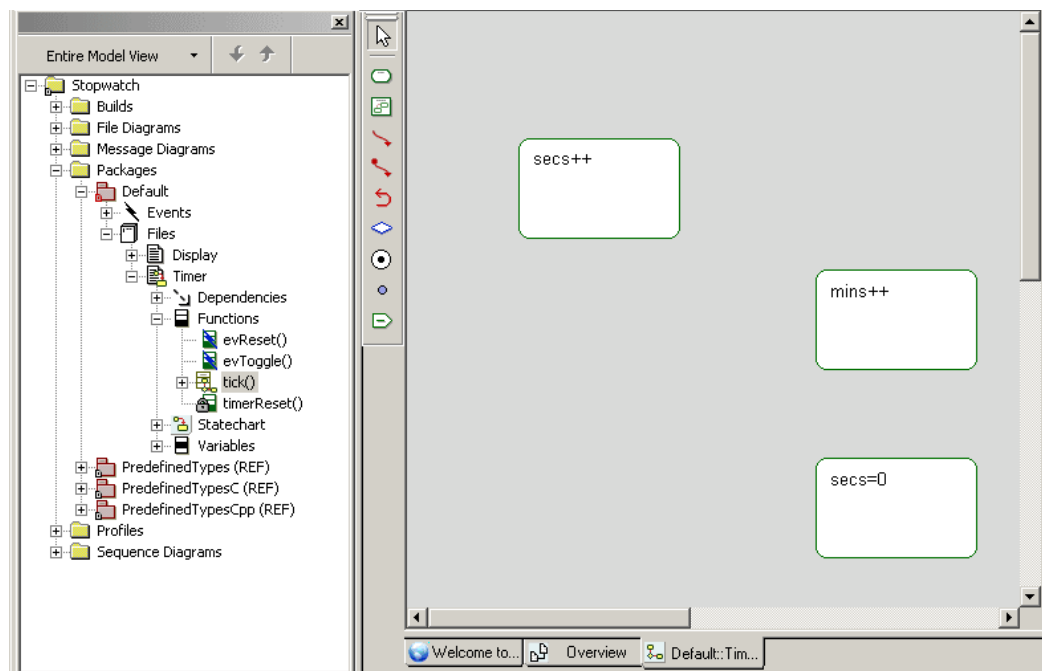 Entire Model View
Stopwatch
Builds
File Diagrams
Message Diagrams
Packages
Default
Events
Files
Display
Timer
Dependencies
Functions
evReset()
evToggle()
tick()
timerReset()
Statechart
Variables
PredefinedTypes (REF)
PredefinedTypesC (REF)
PredefinedTypesCpp (REF)
Profiles
Sequence Diagrams
secs++
mins++
secs=0
Welcome to...
Overview
Default::Tim...